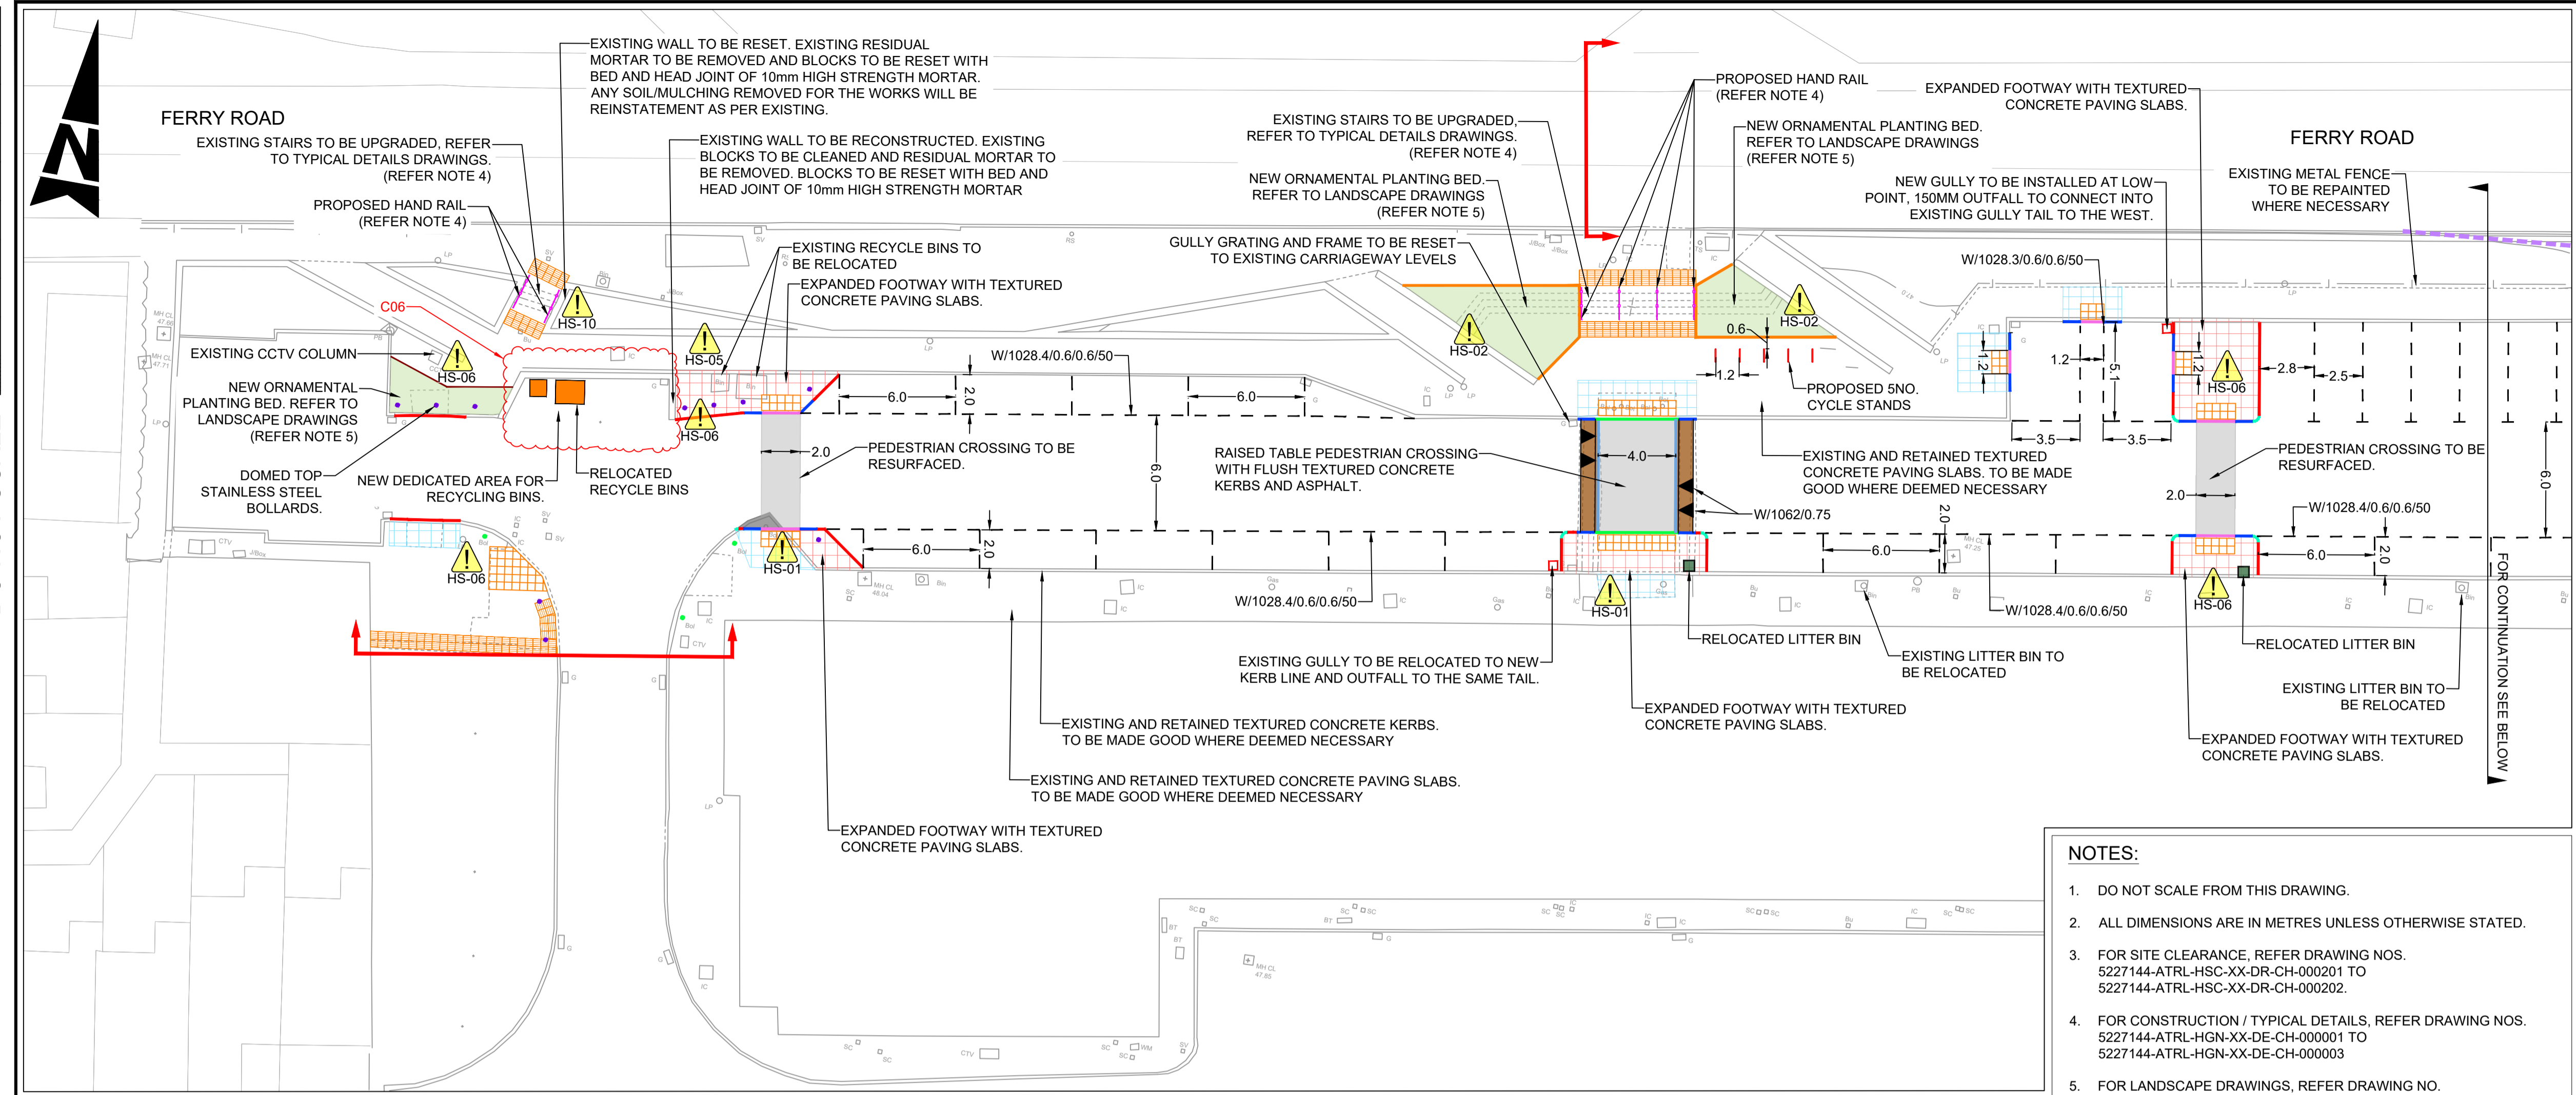 FERRY ROAD
EXISTING WALL TO BE RESET. EXISTING RESIDUAL
MORTAR TO BE REMOVED AND BLOCKS TO BE RESET WITH
BED AND HEAD JOINT OF 10mm HIGH STRENGTH MORTAR.
ANY SOIL/MULCHING REMOVED FOR THE WORKS WILL BE
REINSTATEMENT AS PER EXISTING.
EXISTING STAIRS TO BE UPGRADED, REFER
TO TYPICAL DETAILS DRAWINGS.
(REFER NOTE 4)
PROPOSED HAND RAIL
(REFER NOTE 4)
EXISTING WALL TO BE RECONSTRUCTED. EXISTING
BLOCKS TO BE CLEANED AND RESIDUAL MORTAR TO
BE REMOVED. BLOCKS TO BE RESET WITH BED AND
HEAD JOINT OF 10mm HIGH STRENGTH MORTAR
EXISTING RECYCLE BINS TO
BE RELOCATED
EXPANDED FOOTWAY WITH TEXTURED
CONCRETE PAVING SLABS.
EXISTING STAIRS TO BE UPGRADED,
REFER TO TYPICAL DETAILS DRAWINGS.
(REFER NOTE 4)
NEW ORNAMENTAL PLANTING BED.
REFER TO LANDSCAPE DRAWINGS
(REFER NOTE 5)
GULLY GRATING AND FRAME TO BE RESET
TO EXISTING CARRIAGEWAY LEVELS
PROPOSED HAND RAIL
(REFER NOTE 4)
NEW ORNAMENTAL PLANTING BED.
REFER TO LANDSCAPE DRAWINGS
(REFER NOTE 5)
EXPANDED FOOTWAY WITH TEXTURED
CONCRETE PAVING SLABS.
FERRY ROAD
NEW GULLY TO BE INSTALLED AT LOW
POINT, 150MM OUTFALL TO CONNECT INTO
EXISTING GULLY TAIL TO THE WEST.
EXISTING METAL FENCE
TO BE REPAINTED
WHERE NECESSARY
W/1028.3/0.6/0.6/50
C06
HS-10
HS-05
HS-06
HS-06
HS-02
HS-02
HS-06
EXISTING CCTV COLUMN
NEW ORNAMENTAL
PLANTING BED. REFER TO
LANDSCAPE DRAWINGS
(REFER NOTE 5)
DOMED TOP
STAINLESS STEEL
BOLLARDS.
NEW DEDICATED AREA FOR
RECYCLING BINS.
RELOCATED
RECYCLE BINS
W/1028.4/0.6/0.6/50
6.0
2.0
6.0
2.0
6.0
PEDESTRIAN CROSSING TO BE
RESURFACED.
RAISED TABLE PEDESTRIAN CROSSING
WITH FLUSH TEXTURED CONCRETE
KERBS AND ASPHALT.
4.0
0.6
1.2
PROPOSED 5NO.
CYCLE STANDS
EXISTING AND RETAINED TEXTURED
CONCRETE PAVING SLABS. TO BE MADE
GOOD WHERE DEEMED NECESSARY
1.2
1.2
5.1
1.2
2.8
2.5
3.5
3.5
PEDESTRIAN CROSSING TO BE
RESURFACED.
2.0
6.0
W/1062/0.75
W/1028.4/0.6/0.6/50
HS-06
HS-01
6.0
2.0
W/1028.4/0.6/0.6/50
HS-01
6.0
2.0
W/1028.4/0.6/0.6/50
HS-06
6.0
2.0
RELOCATED LITTER BIN
EXISTING LITTER BIN TO
BE RELOCATED
RELOCATED LITTER BIN
EXISTING LITTER BIN TO
BE RELOCATED
EXISTING GULLY TO BE RELOCATED TO NEW
KERB LINE AND OUTFALL TO THE SAME TAIL.
EXPANDED FOOTWAY WITH TEXTURED
CONCRETE PAVING SLABS.
EXPANDED FOOTWAY WITH TEXTURED
CONCRETE PAVING SLABS.
FOR CONTINUATION SEE BELOW
EXISTING AND RETAINED TEXTURED CONCRETE KERBS.
TO BE MADE GOOD WHERE DEEMED NECESSARY
EXISTING AND RETAINED TEXTURED CONCRETE PAVING SLABS.
TO BE MADE GOOD WHERE DEEMED NECESSARY
EXPANDED FOOTWAY WITH TEXTURED
CONCRETE PAVING SLABS.
MH CL
47.66
MH CL
47.71
MH CL
48.04
MH CL
47.25
MH CL
47.85
NOTES:
1. DO NOT SCALE FROM THIS DRAWING.
2. ALL DIMENSIONS ARE IN METRES UNLESS OTHERWISE STATED.
3. FOR SITE CLEARANCE, REFER DRAWING NOS.
5227144-ATRL-HSC-XX-DR-CH-000201 TO
5227144-ATRL-HSC-XX-DR-CH-000202.
4. FOR CONSTRUCTION / TYPICAL DETAILS, REFER DRAWING NOS.
5227144-ATRL-HGN-XX-DE-CH-000001 TO
5227144-ATRL-HGN-XX-DE-CH-000003
5. FOR LANDSCAPE DRAWINGS, REFER DRAWING NO.